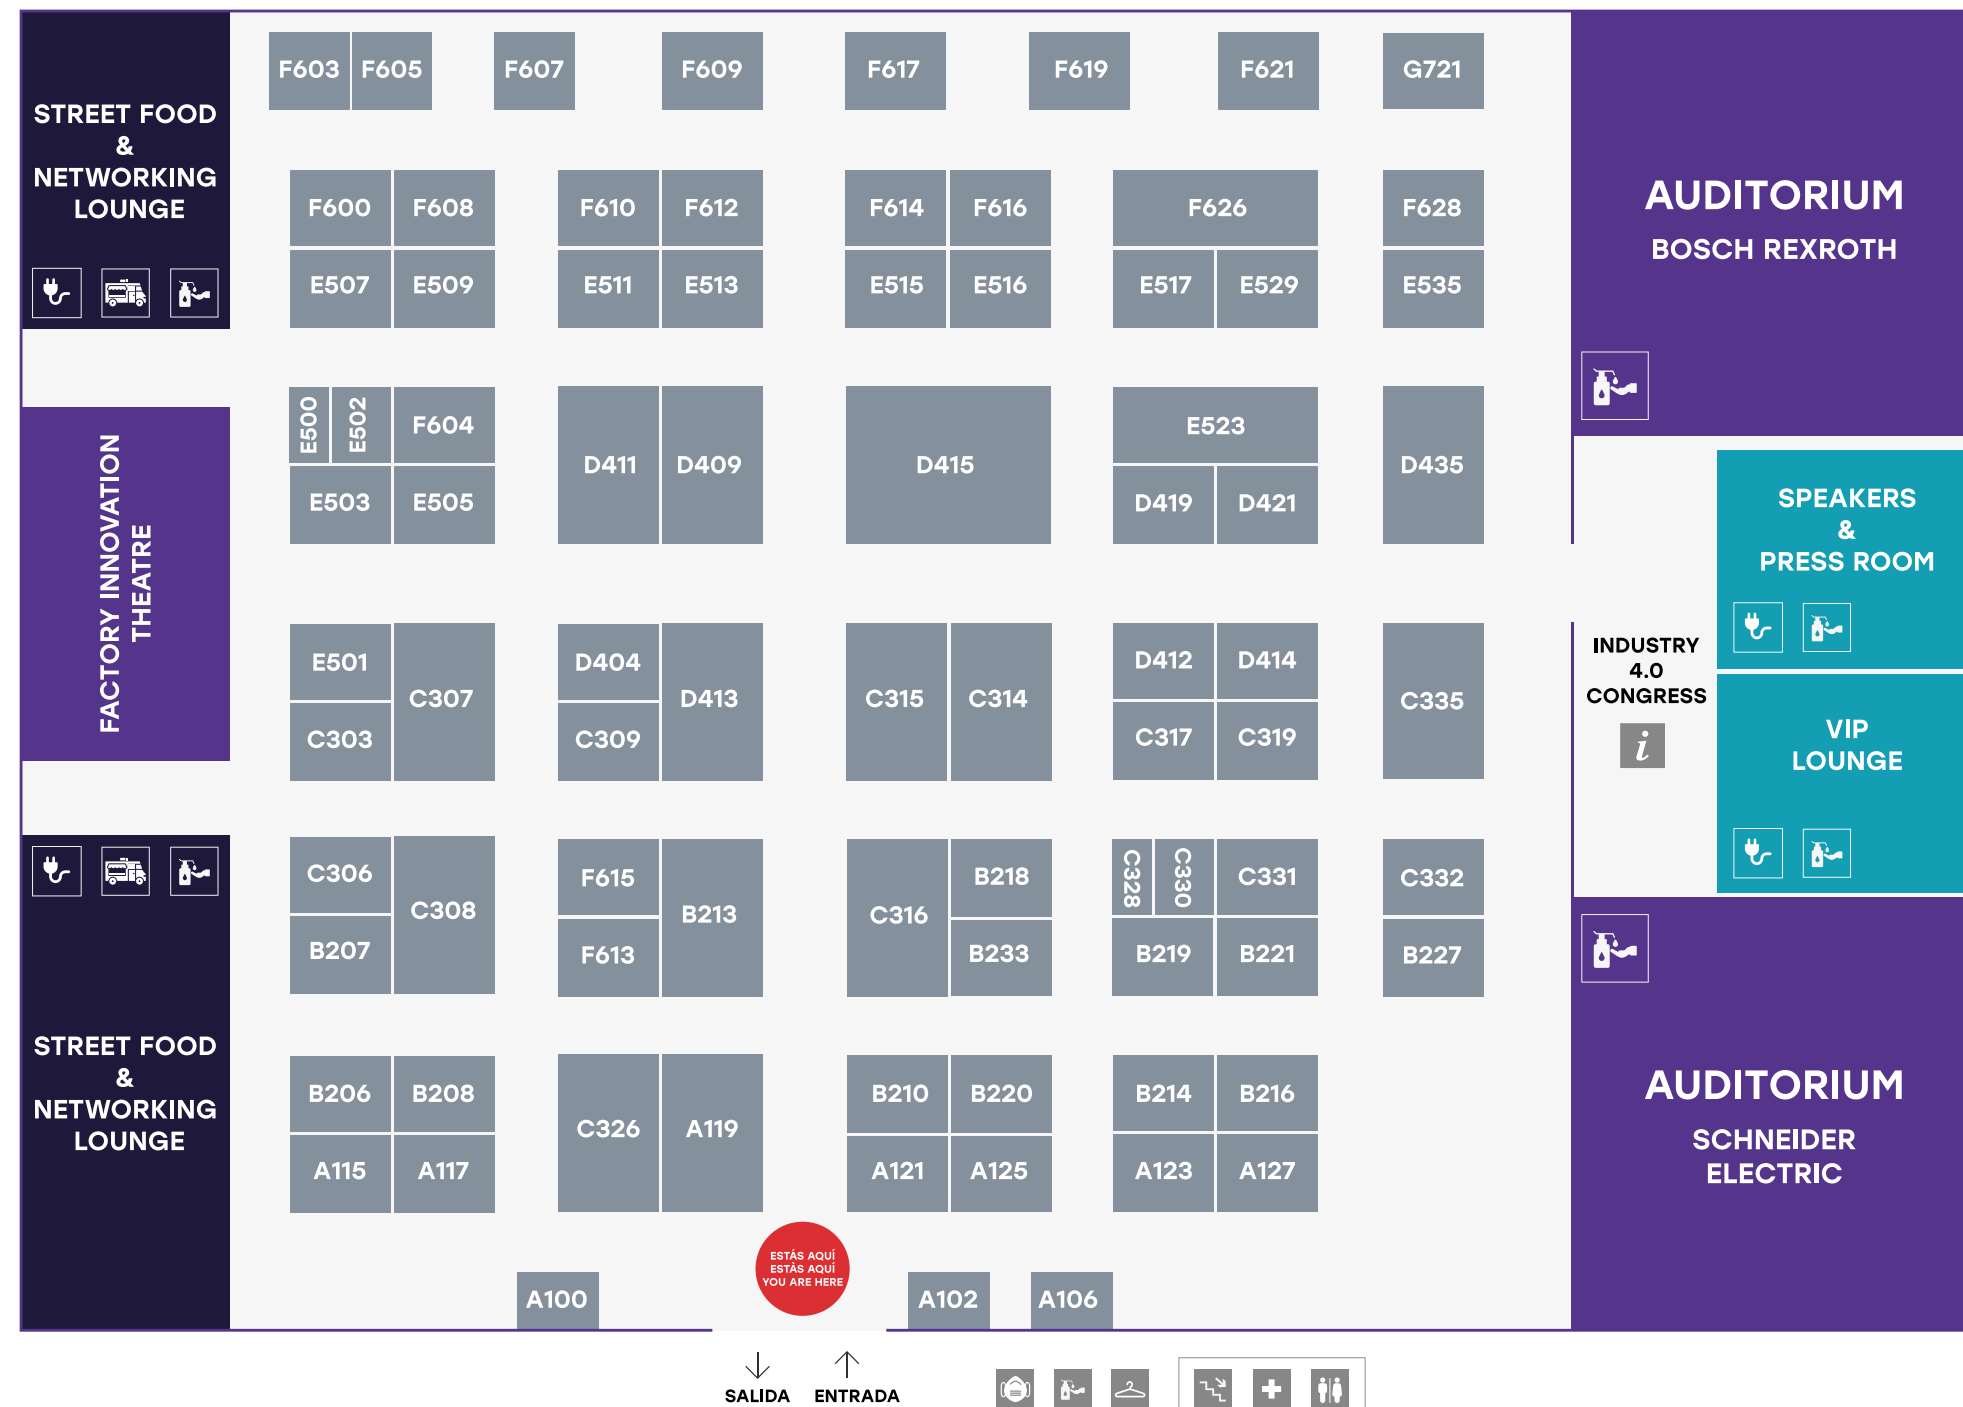 F603 F605 F607 F609 F617 F619 F621 G721
STREET FOOD
&
NETWORKING
LOUNGE
F600 F608 F610 F612 F614 F616 F626 F628
E507 E509 E511 E513 E515 E516 E517 E529 E535
AUDITORIUM
BOSCH REXROTH
FACTORY INNOVATION
THEATRE
E500 E502 F604 D411 D409 D415 E523 D435
E503 E505 D419 D421
SPEAKERS
&
PRESS ROOM
E501 C307 D404 D413 C315 C314 D412 D414 C335
C303 C309 C317 C319
INDUSTRY
4.0
CONGRESS
i
VIP
LOUNGE
C306 C308 F615 B213 C316 B218 C328 C330 C331 C332
B207 F613 B233 B219 B221 B227
STREET FOOD
&
NETWORKING
LOUNGE
B206 B208 C326 A119 B210 B220 B214 B216
A115 A117 A121 A125 A123 A127
AUDITORIUM
SCHNEIDER
ELECTRIC
ESTÁS AQUÍ
ESTÀS AQUÍ
YOU ARE HERE
A100 A102 A106
SALIDA ENTRADA